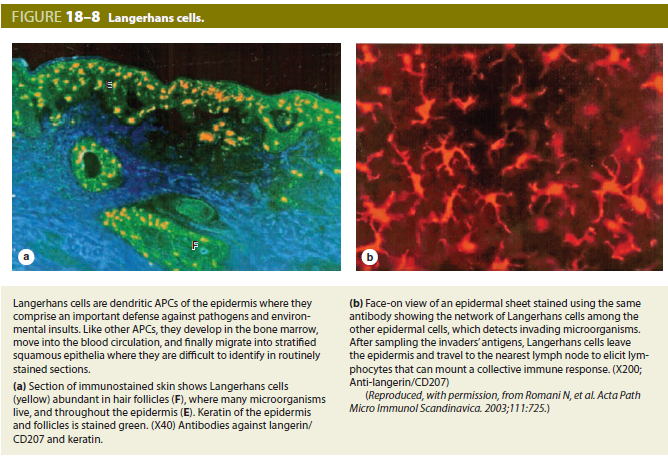 FIGURE 18–8 Langerhans cells.
E
F
a
b
Langerhans cells are dendritic APCs of the epidermis where they
comprise an important defense against pathogens and environ-
mental insults. Like other APCs, they develop in the bone marrow,
move into the blood circulation, and finally migrate into stratified
squamous epithelia where they are difficult to identify in routinely
stained sections.
(a) Section of immunostained skin shows Langerhans cells
(yellow) abundant in hair follicles (F), where many microorganisms
live, and throughout the epidermis (E). Keratin of the epidermis
and follicles is stained green. (X40) Antibodies against langerin/
CD207 and keratin.
(b) Face-on view of an epidermal sheet stained using the same
antibody showing the network of Langerhans cells among the
other epidermal cells, which detects invading microorganisms.
After sampling the invaders' antigens, Langerhans cells leave
the epidermis and travel to the nearest lymph node to elicit lym-
phocytes that can mount a collective immune response. (X200;
Anti-langerin/CD207)
(Reproduced, with permission, from Romani N, et al. Acta Path
Micro Immunol Scandinavica. 2003;111:725.)